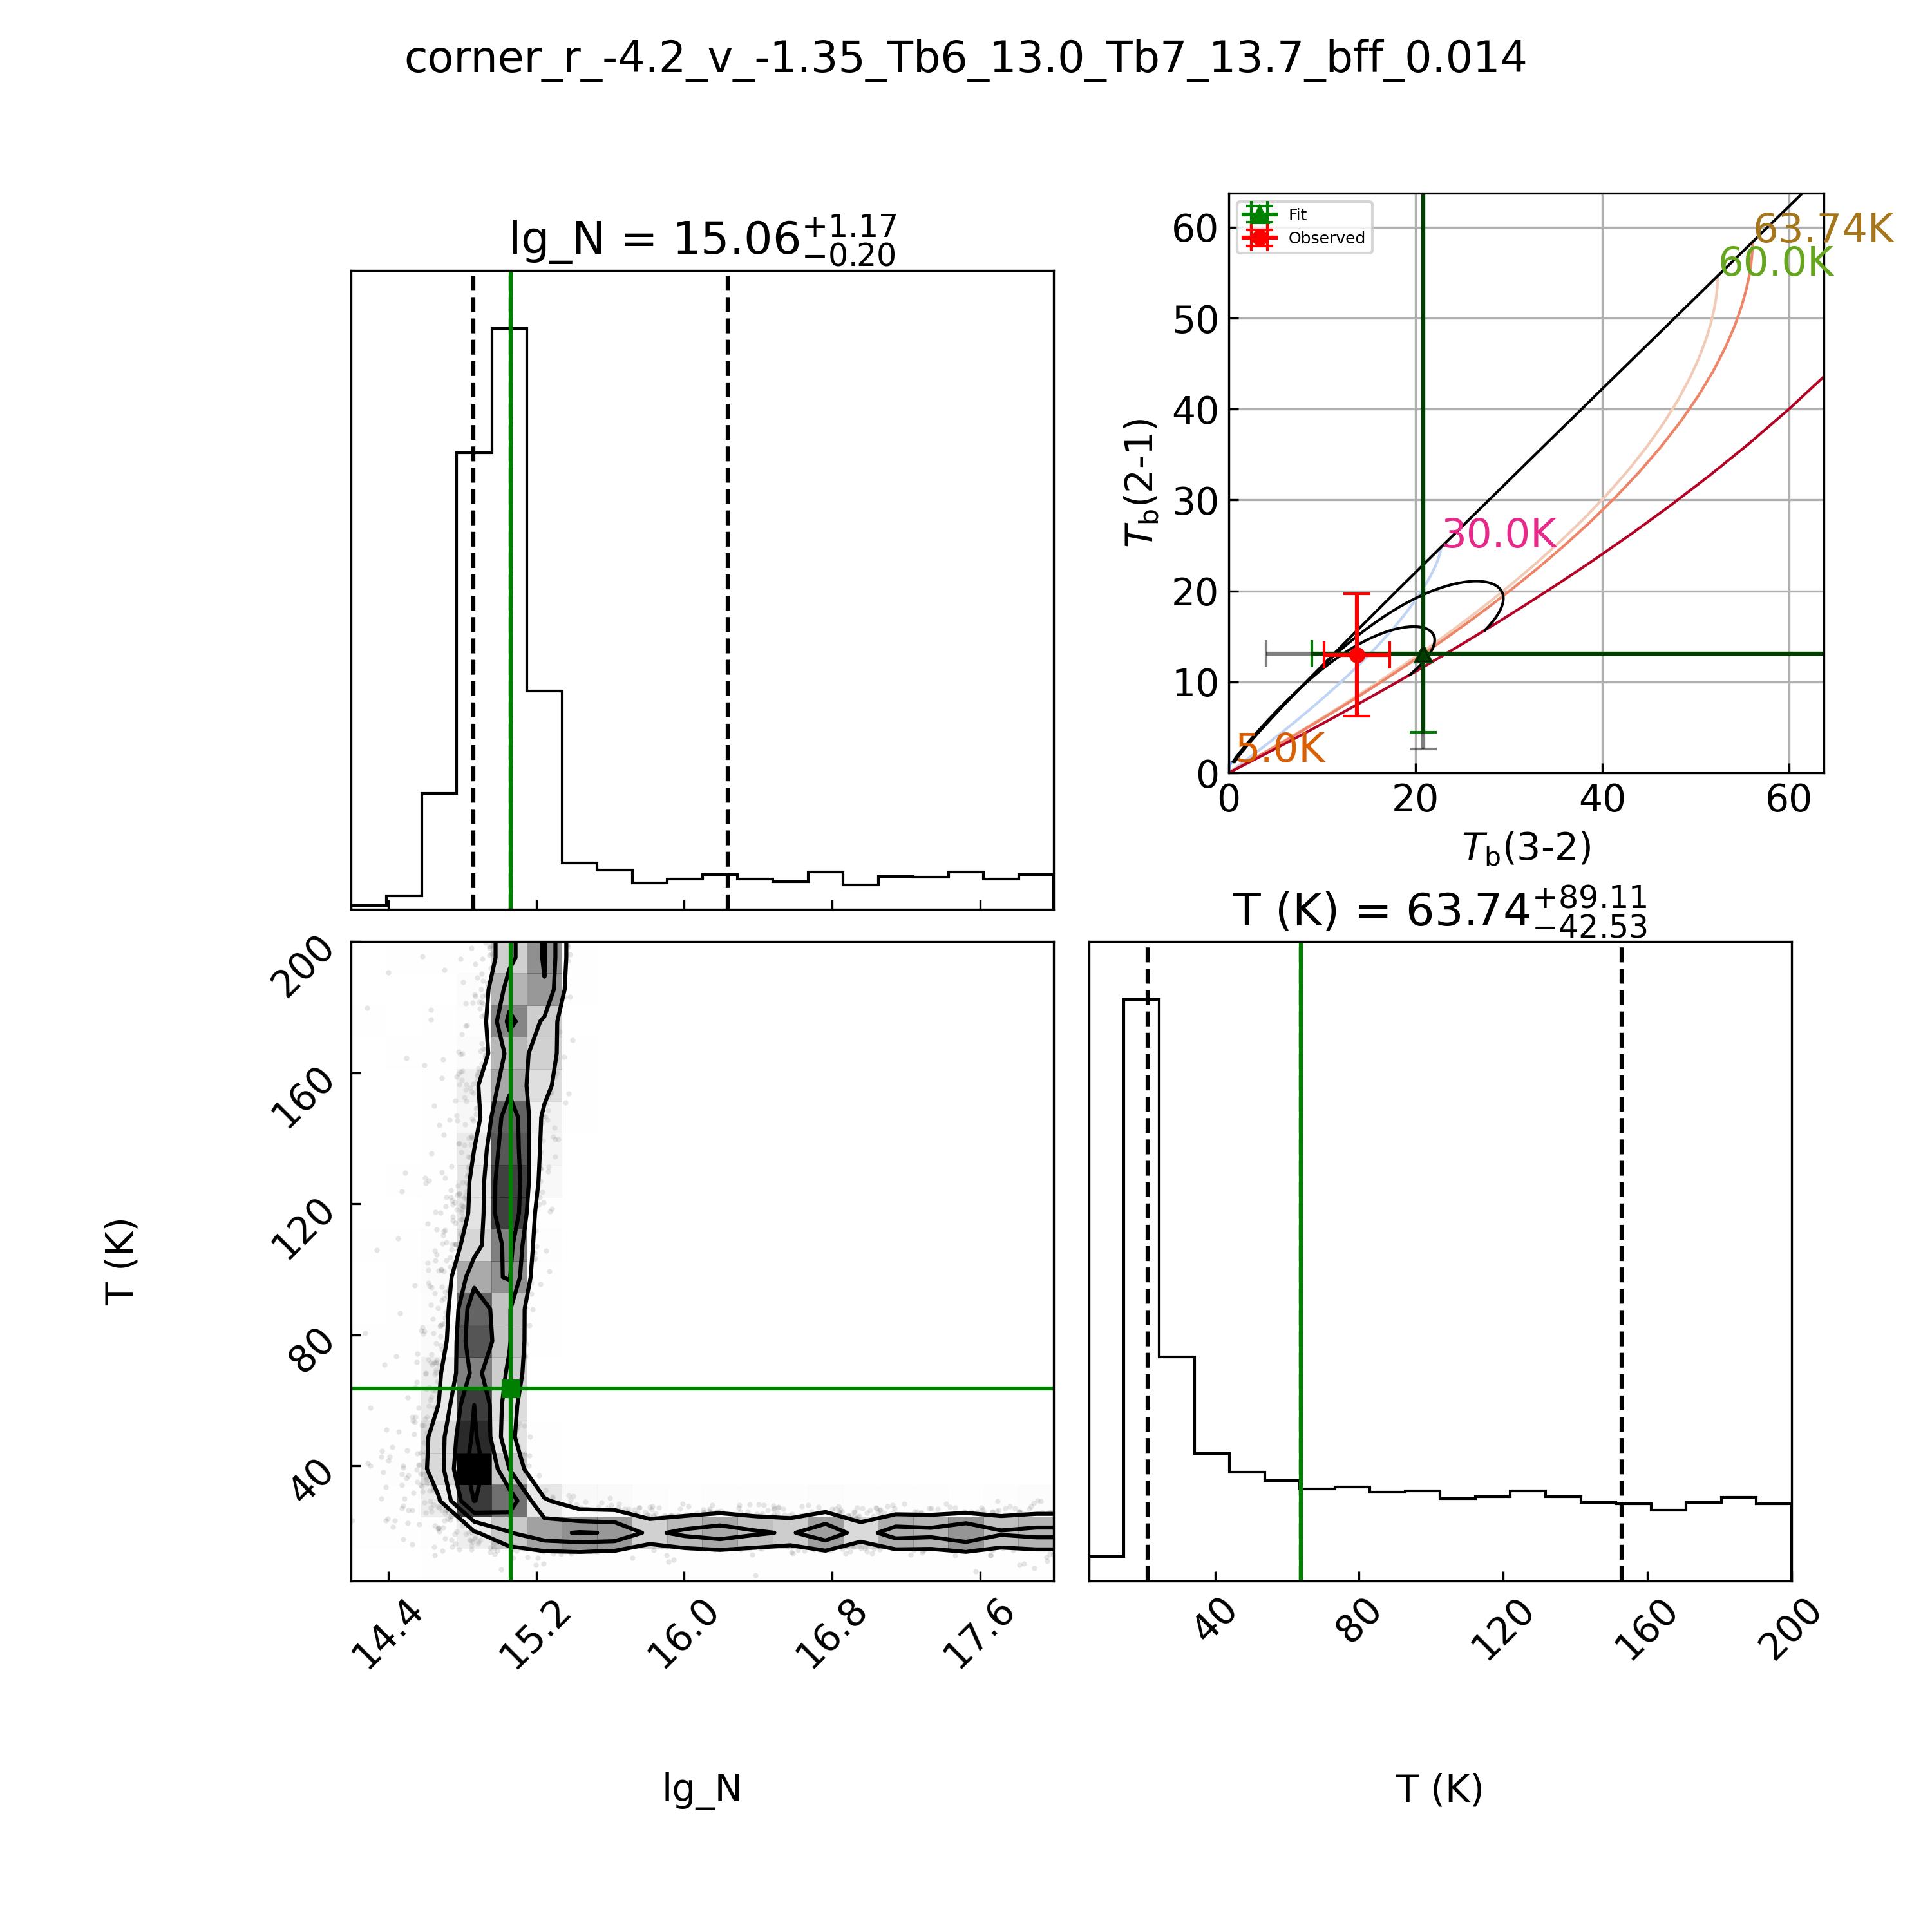 corner_r_-4.2_v_-1.35_Tb6_13.0_Tb7_13.7_bff_0.014
lg_N = 15.06+1.17−0.20
Fit
Observed
63.74K
60.0K
30.0K
5.0K
60
50
40
30
20
10
0
Tb(2-1)
0 20 40 60
Tb(3-2)
T (K) = 63.74+89.11−42.53
200
160
120
80
40
T (K)
14.4 15.2 16.0 16.8 17.6
lg_N
40 80 120 160 200
T (K)